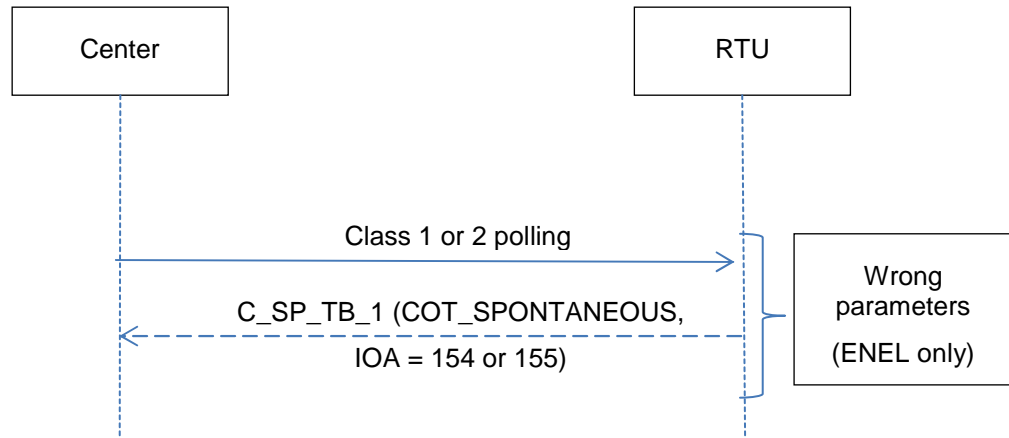 Center
RTU
Class 1 or 2 polling
C_SP_TB_1 (COT_SPONTANEOUS,
IOA = 154 or 155)
Wrong
parameters
(ENEL only)